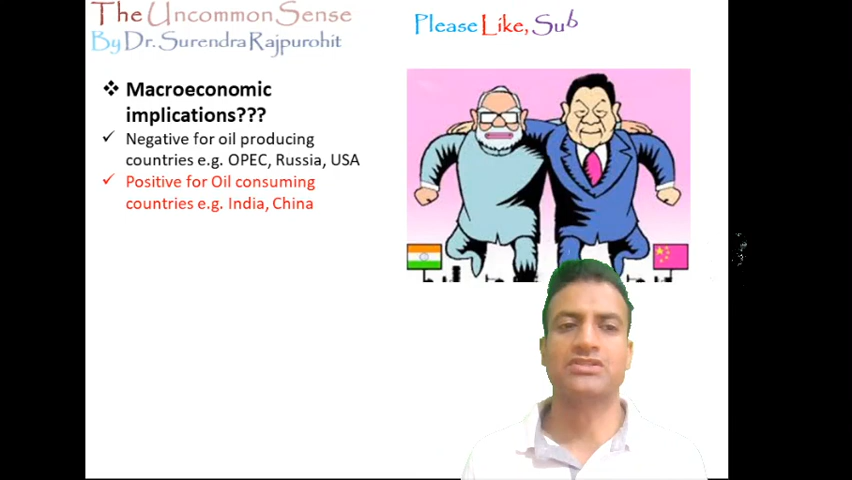 The Uncommon Sense
By Dr. Surendra Rajpurohit
Please Like, Sub
Macroeconomic
implications???
Negative for oil producing
countries e.g. OPEC, Russia, USA
Positive for Oil consuming
countries e.g. India, China